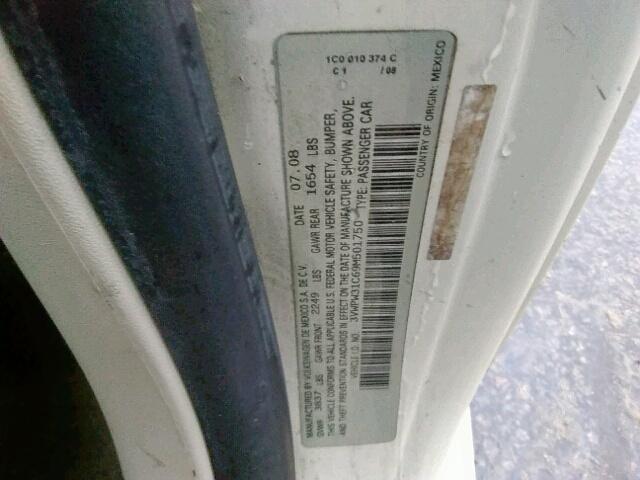 MANUFACTURED BY VOLKSWAGEN DE MEXICO S.A. DE C.V. DATE 07.08
GVWR 3837 LBS GAWR FRONT: 2249 LBS GAWR REAR 1654 LBS
THIS VEHICLE CONFORMS TO ALL APPLICABLE U.S. FEDERAL MOTOR VEHICLE SAFETY, BUMPER,
AND THEFT PREVENTION STANDARDS IN EFFECT ON THE DATE OF MANUFACTURE SHOWN ABOVE.
VEHICLE I.D. NO. 3VWPW31C69M501750 TYPE: PASSENGER CAR
COUNTRY OF ORIGIN: MEXICO
1C0 010 374 C
C 1 /08